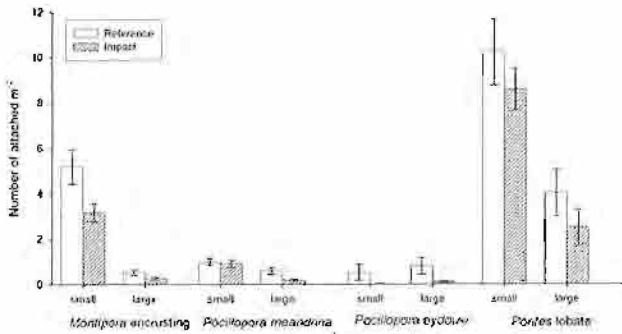 12
Reference
Impact
10
8
6
4
2
0
Number of attached m⁻²
small large small large small large small large
Montipora encrusting Pocillopora meandrina Pocillopora eydouxi Porites lobata